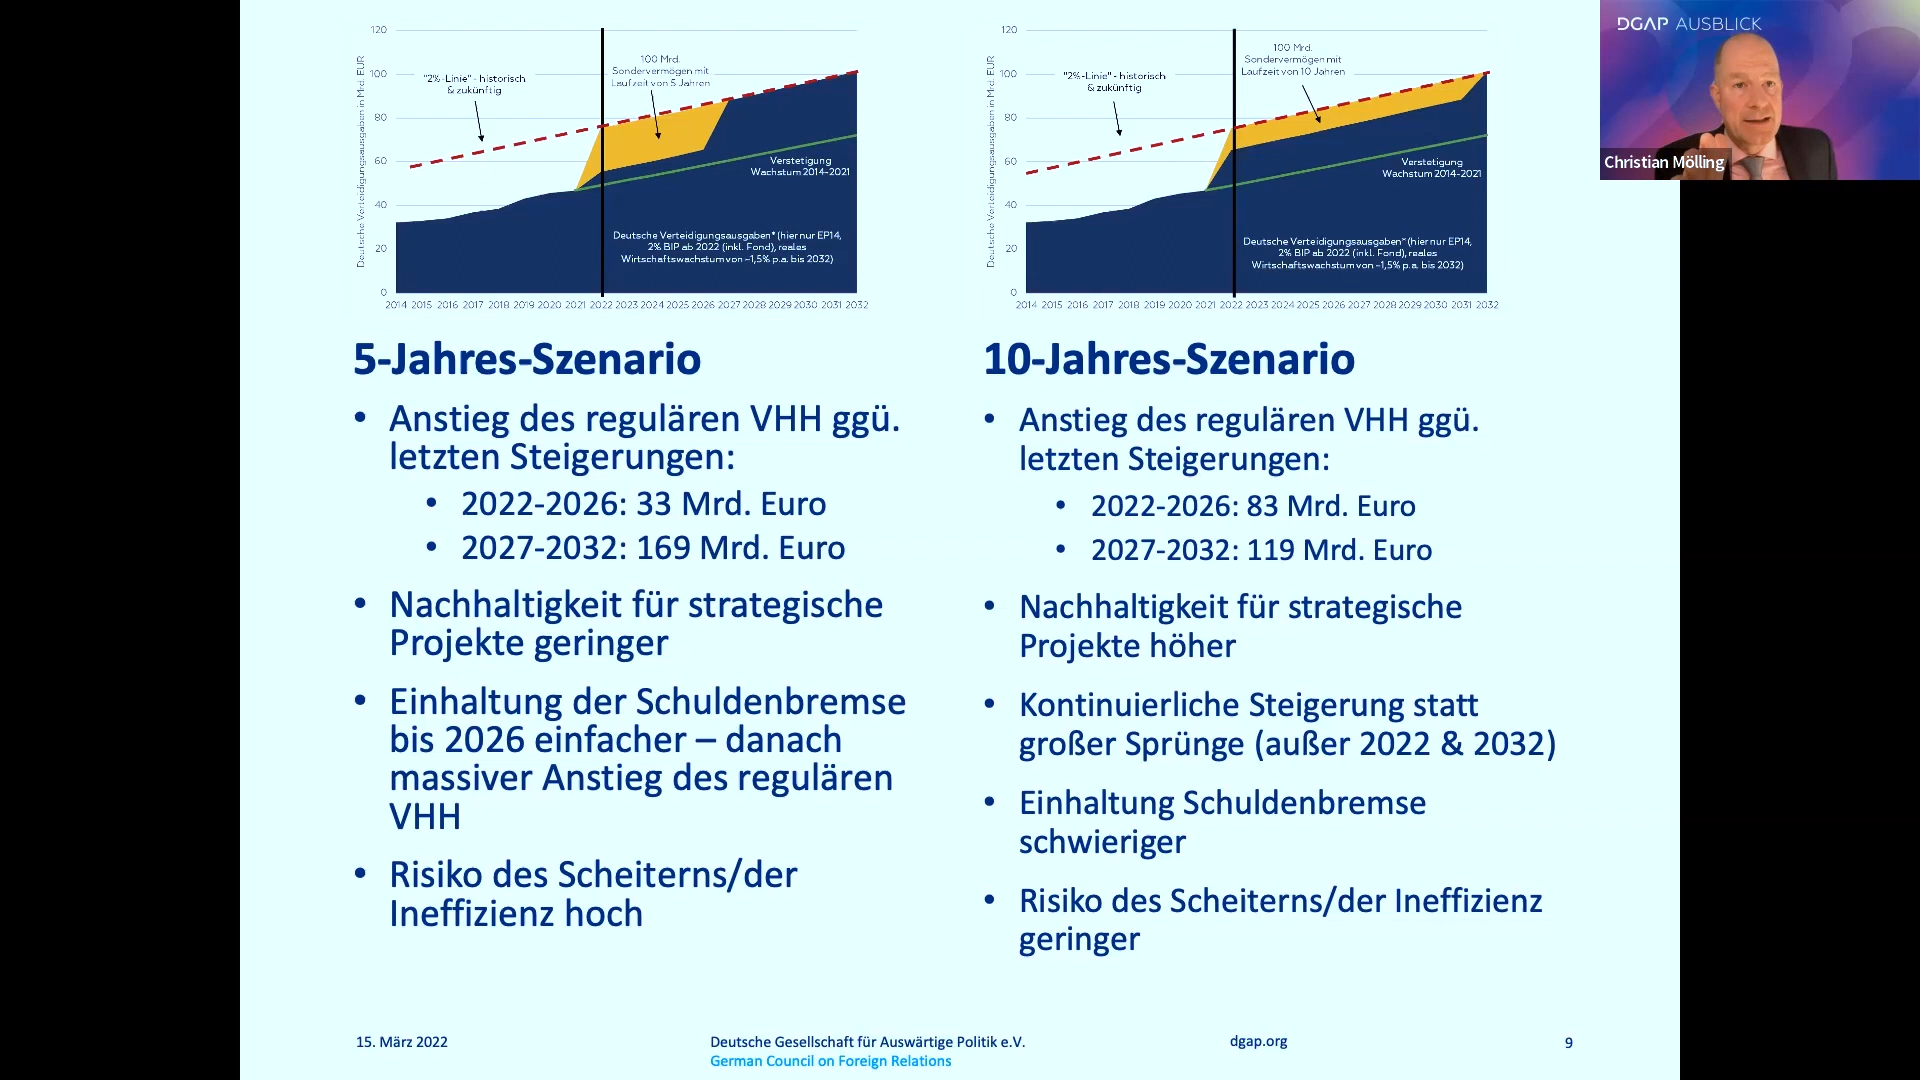 DGAP AUSBLICK
Christian Mölling
Deutsche Verteidigungsausgaben in Mrd. EUR
120
100
80
60
40
20
0
"2%-Linie" - historisch
& zukünftig
100 Mrd.
Sondervermögen mit
Laufzeit von 5 Jahren
Verstetigung
Wachstum 2014-2021
Deutsche Verteidigungsausgaben* (hier nur EP14,
2% BIP ab 2022 (inkl. Fond), reales
Wirtschaftswachstum von ~1,5% p.a. bis 2032)
2014 2015 2016 2017 2018 2019 2020 2021 2022 2023 2024 2025 2026 2027 2028 2029 2030 2031 2032
Deutsche Verteidigungsausgaben in Mrd. EUR
120
100
80
60
40
20
0
"2%-Linie" - historisch
& zukünftig
100 Mrd.
Sondervermögen mit
Laufzeit von 10 Jahren
Verstetigung
Wachstum 2014-2021
Deutsche Verteidigungsausgaben* (hier nur EP14,
2% BIP ab 2022 (inkl. Fond), reales
Wirtschaftswachstum von ~1,5% p.a. bis 2032)
2014 2015 2016 2017 2018 2019 2020 2021 2022 2023 2024 2025 2026 2027 2028 2029 2030 2031 2032
5-Jahres-Szenario
• Anstieg des regulären VHH ggü.
letzten Steigerungen:
• 2022-2026: 33 Mrd. Euro
• 2027-2032: 169 Mrd. Euro
• Nachhaltigkeit für strategische
Projekte geringer
• Einhaltung der Schuldenbremse
bis 2026 einfacher – danach
massiver Anstieg des regulären
VHH
• Risiko des Scheiterns/der
Ineffizienz hoch
10-Jahres-Szenario
• Anstieg des regulären VHH ggü.
letzten Steigerungen:
• 2022-2026: 83 Mrd. Euro
• 2027-2032: 119 Mrd. Euro
• Nachhaltigkeit für strategische
Projekte höher
• Kontinuierliche Steigerung statt
großer Sprünge (außer 2022 & 2032)
• Einhaltung Schuldenbremse
schwieriger
• Risiko des Scheiterns/der Ineffizienz
geringer
15. März 2022
Deutsche Gesellschaft für Auswärtige Politik e.V.
German Council on Foreign Relations
dgap.org
9